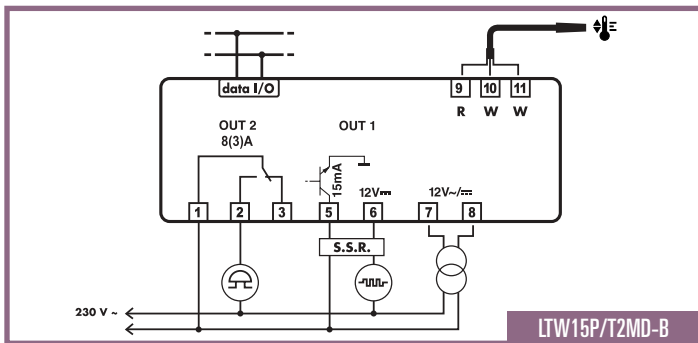 data I/O
9 10 11
R W W
OUT 2
8(3)A
OUT 1
15mA
12V⎓
12V~/⎓
1 2 3 5 6 7 8
S.S.R.
230 V ~
LTW15P/T2MD-B